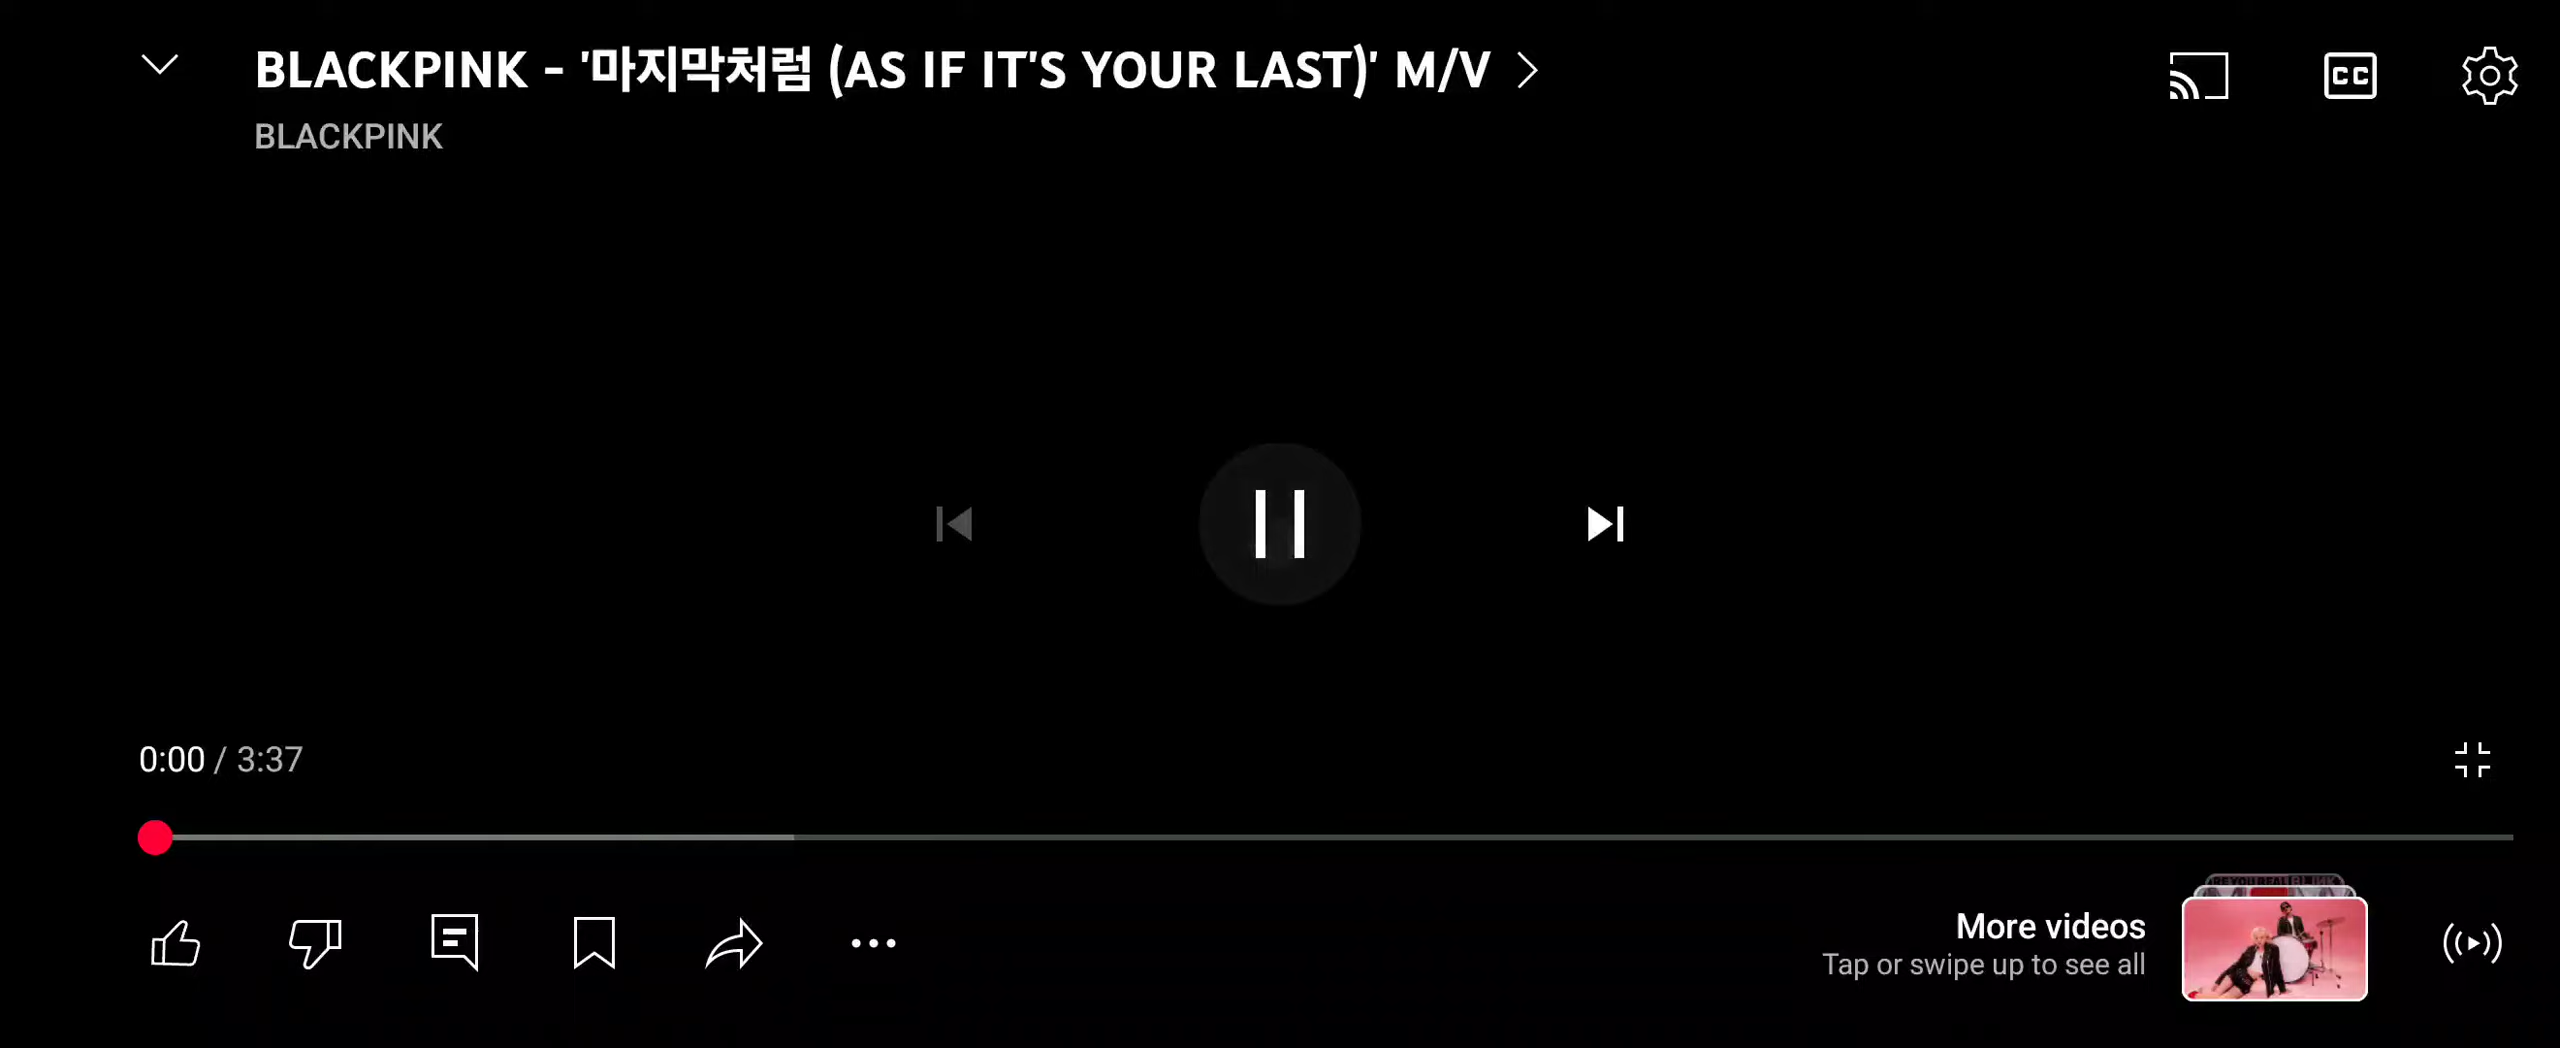 BLACKPINK - '마지막처럼 (AS IF IT'S YOUR LAST)' M/V
BLACKPINK
CC
0:00 / 3:37
More videos
Tap or swipe up to see all